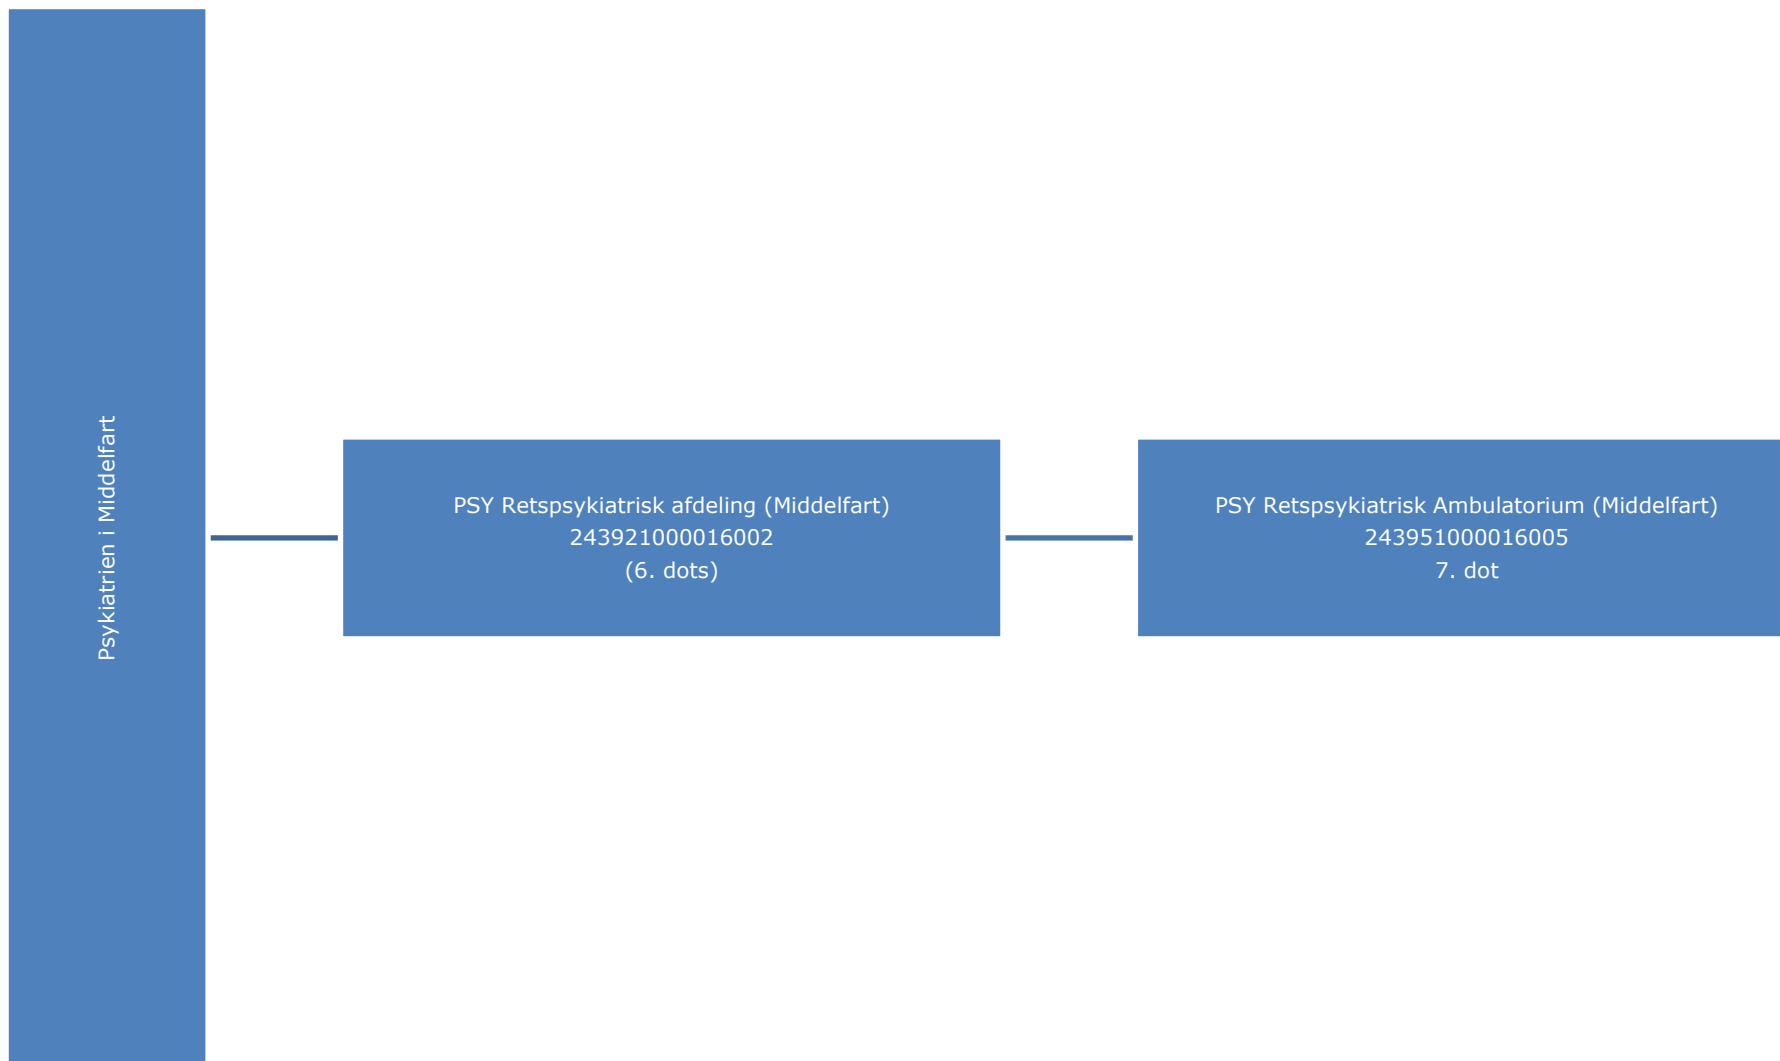 Psykiatrien i Middelfart
PSY Retspsykiatrisk afdeling (Middelfart)
243921000016002
(6. dots)
PSY Retspsykiatrisk Ambulatorium (Middelfart)
243951000016005
7. dot